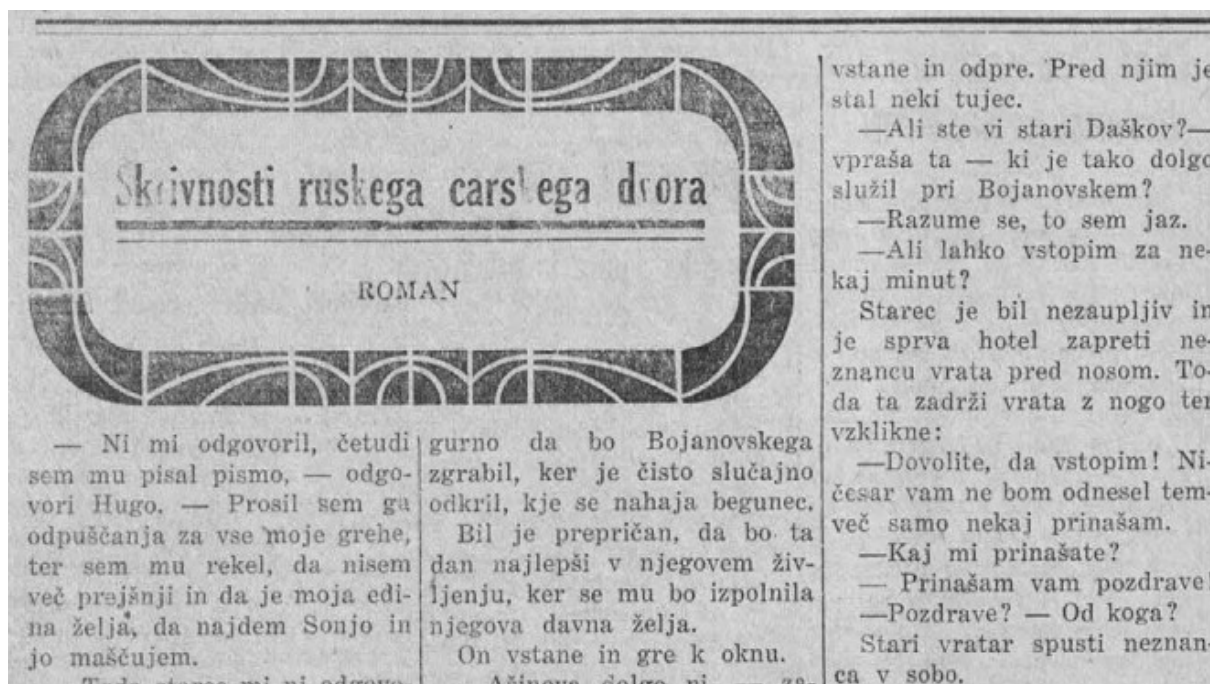 Skrivnosti ruskega carskega dvora
ROMAN
— Ni mi odgovoril, četudi
sem mu pisal pismo, — odgo-
vori Hugo. — Prosil sem ga
odpuščanja za vse moje grehe,
ter sem mu rekel, da nisem
več prejšnji in da je moja edi-
na želja, da najdem Sonjo in
jo maščujem.
gurno da bo Bojanovskega
zgrabil, ker je čisto slučajno
odkril, kje se nahaja begunec.
Bil je prepričan, da bo ta
dan najlepši v njegovem živ-
ljenju, ker se mu bo izpolnila
njegova davna želja.
On vstane in gre k oknu.
vstane in odpre. Pred njim je
stal neki tujec.
—Ali ste vi stari Daškov?—
vpraša ta — ki je tako dolgo
služil pri Bojanovskem?
—Razume se, to sem jaz.
—Ali lahko vstopim za ne-
kaj minut?
Starec je bil nezaupljiv in
je sprva hotel zapreti ne-
znancu vrata pred nosom. To-
da ta zadrži vrata z nogo ter
vzklikne:
—Dovolite, da vstopim! Ni-
česar vam ne bom odnesel tem-
več samo nekaj prinašam.
—Kaj mi prinašate?
— Prinašam vam pozdrave!
—Pozdrave? — Od koga?
Stari vratar spusti neznan-
ca v sobo.